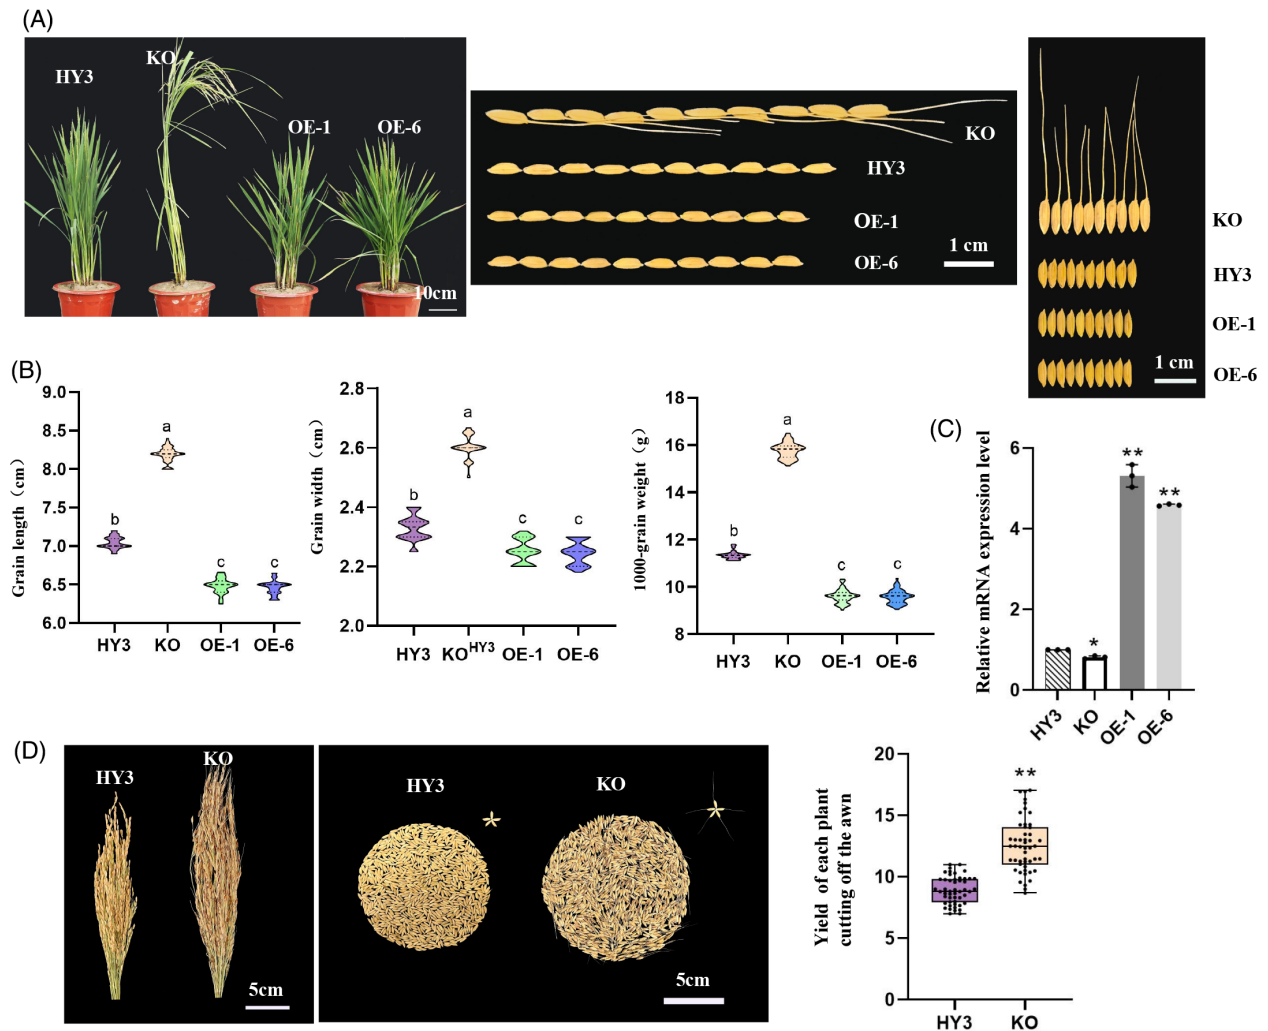 (A)
HY3
KO
OE-1
OE-6
10cm
KO
HY3
OE-1
OE-6
1 cm
KO
HY3
OE-1
OE-6
1 cm
(B)
Grain length（cm）
9.0
8.5
8.0
7.5
7.0
6.5
6.0
b
a
c
c
HY3
KO
OE-1
OE-6
Grain width（cm）
2.8
2.6
2.4
2.2
2.0
b
a
c
c
HY3
KOHY3
OE-1
OE-6
1000-grain weight（g）
18
16
14
12
10
8
b
a
c
c
HY3
KO
OE-1
OE-6
(C)
Relative mRNA expression level
6
4
2
0
*
**
**
HY3
KO
OE-1
OE-6
(D)
HY3
KO
5cm
HY3
KO
5cm
Yield of each plant
cutting off the awn
20
15
10
5
0
**
HY3
KO